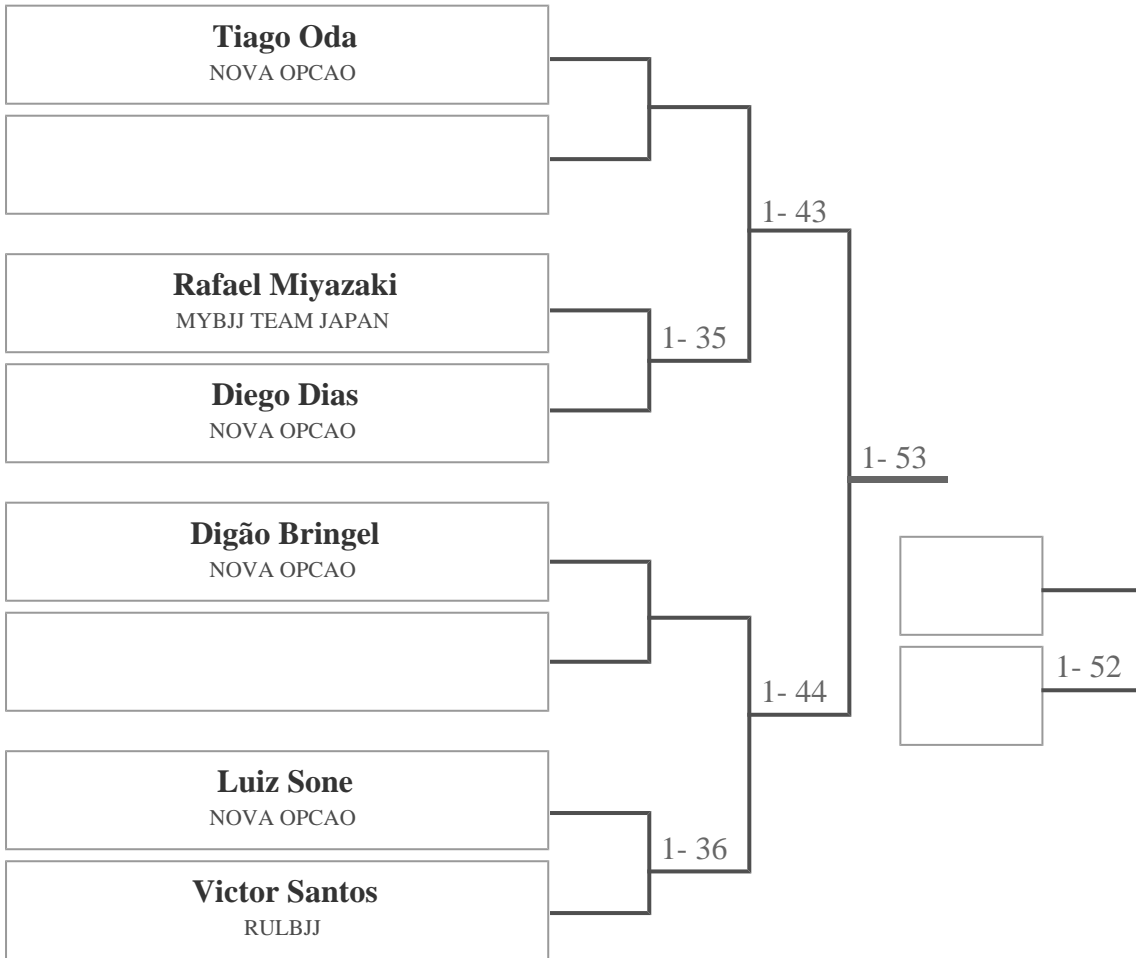 Tiago Oda
NOVA OPCAO
1- 43
Rafael Miyazaki
MYBJJ TEAM JAPAN
1- 35
Diego Dias
NOVA OPCAO
1- 53
Digão Bringel
NOVA OPCAO
1- 52
1- 44
Luiz Sone
NOVA OPCAO
1- 36
Victor Santos
RULBJJ